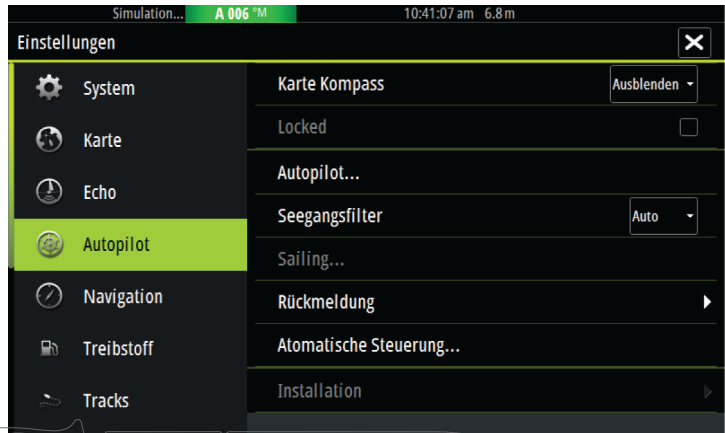 Simulation... A 006 °M 10:41:07 am 6.8 m
Einstellungen
System
Karte
Echo
Autopilot
Navigation
Treibstoff
Tracks
Karte Kompass Ausblenden
Locked
Autopilot...
Seegangsfilter Auto
Sailing...
Rückmeldung
Atomatische Steuerung...
Installation